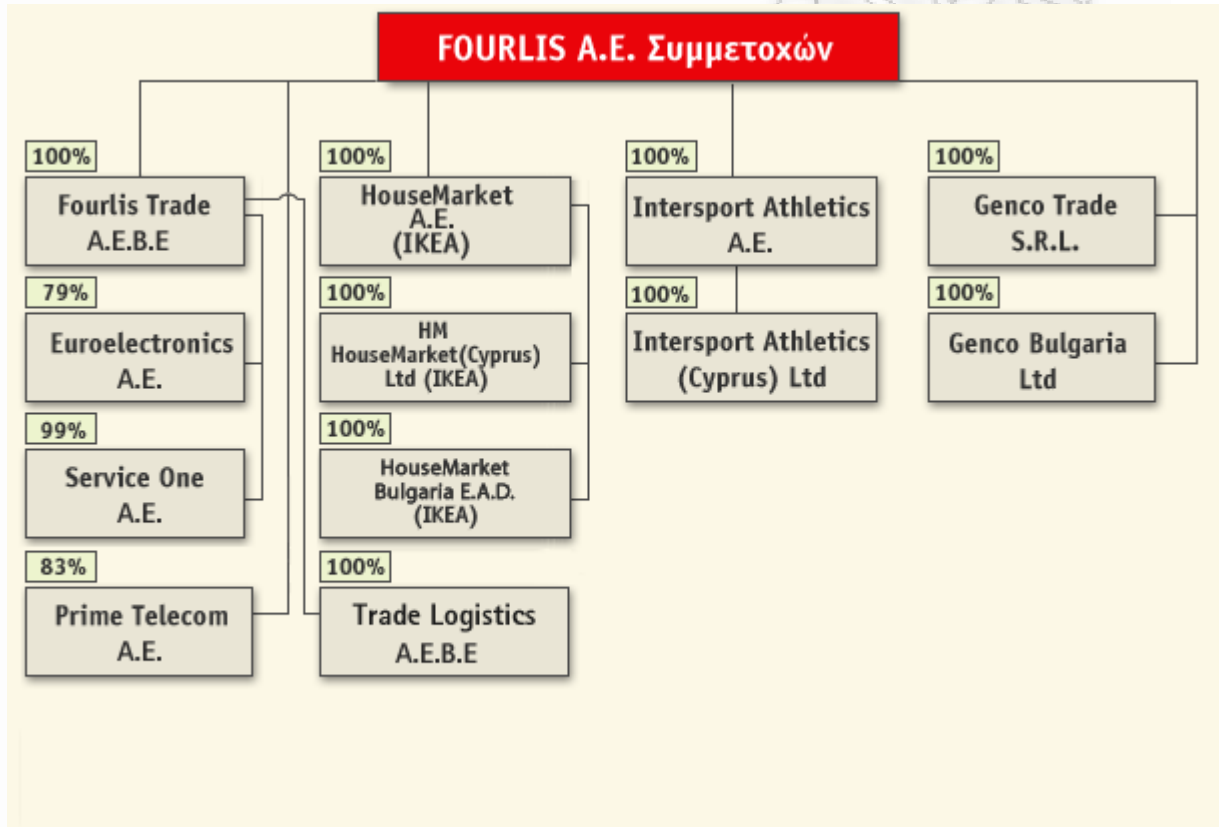 FOURLIS A.E. Συμμετοχών
100%
Fourlis Trade
A.E.B.E
79%
Euroelectronics
A.E.
99%
Service One
A.E.
83%
Prime Telecom
A.E.
100%
HouseMarket
A.E.
(IKEA)
100%
HM
HouseMarket(Cyprus)
Ltd (IKEA)
100%
HouseMarket
Bulgaria E.A.D.
(IKEA)
100%
Trade Logistics
A.E.B.E
100%
Intersport Athletics
A.E.
100%
Intersport Athletics
(Cyprus) Ltd
100%
Genco Trade
S.R.L.
100%
Genco Bulgaria
Ltd